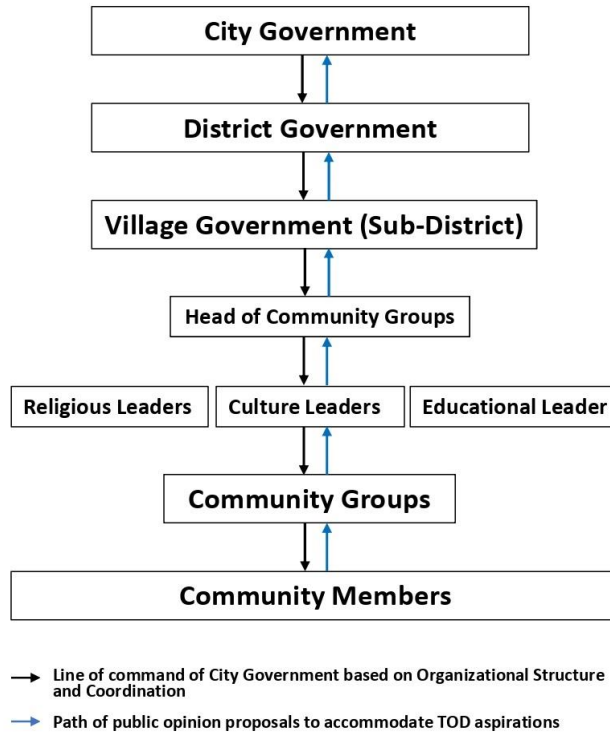 City Government
District Government
Village Government (Sub-District)
Head of Community Groups
Religious Leaders
Culture Leaders
Educational Leader
Community Groups
Community Members
Line of command of City Government based on Organizational Structure
and Coordination
Path of public opinion proposals to accommodate TOD aspirations